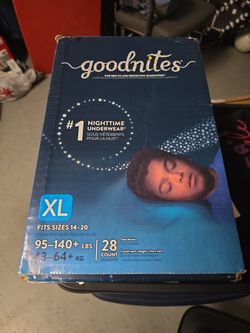 goodnites
#1 NIGHTTIME
UNDERWEAR*
SOUS-VÊTEMENTS
POUR LA NUIT*
XL
FITS SIZES 14-20
95-140+ LBS
43-64+ KG
28
COUNT